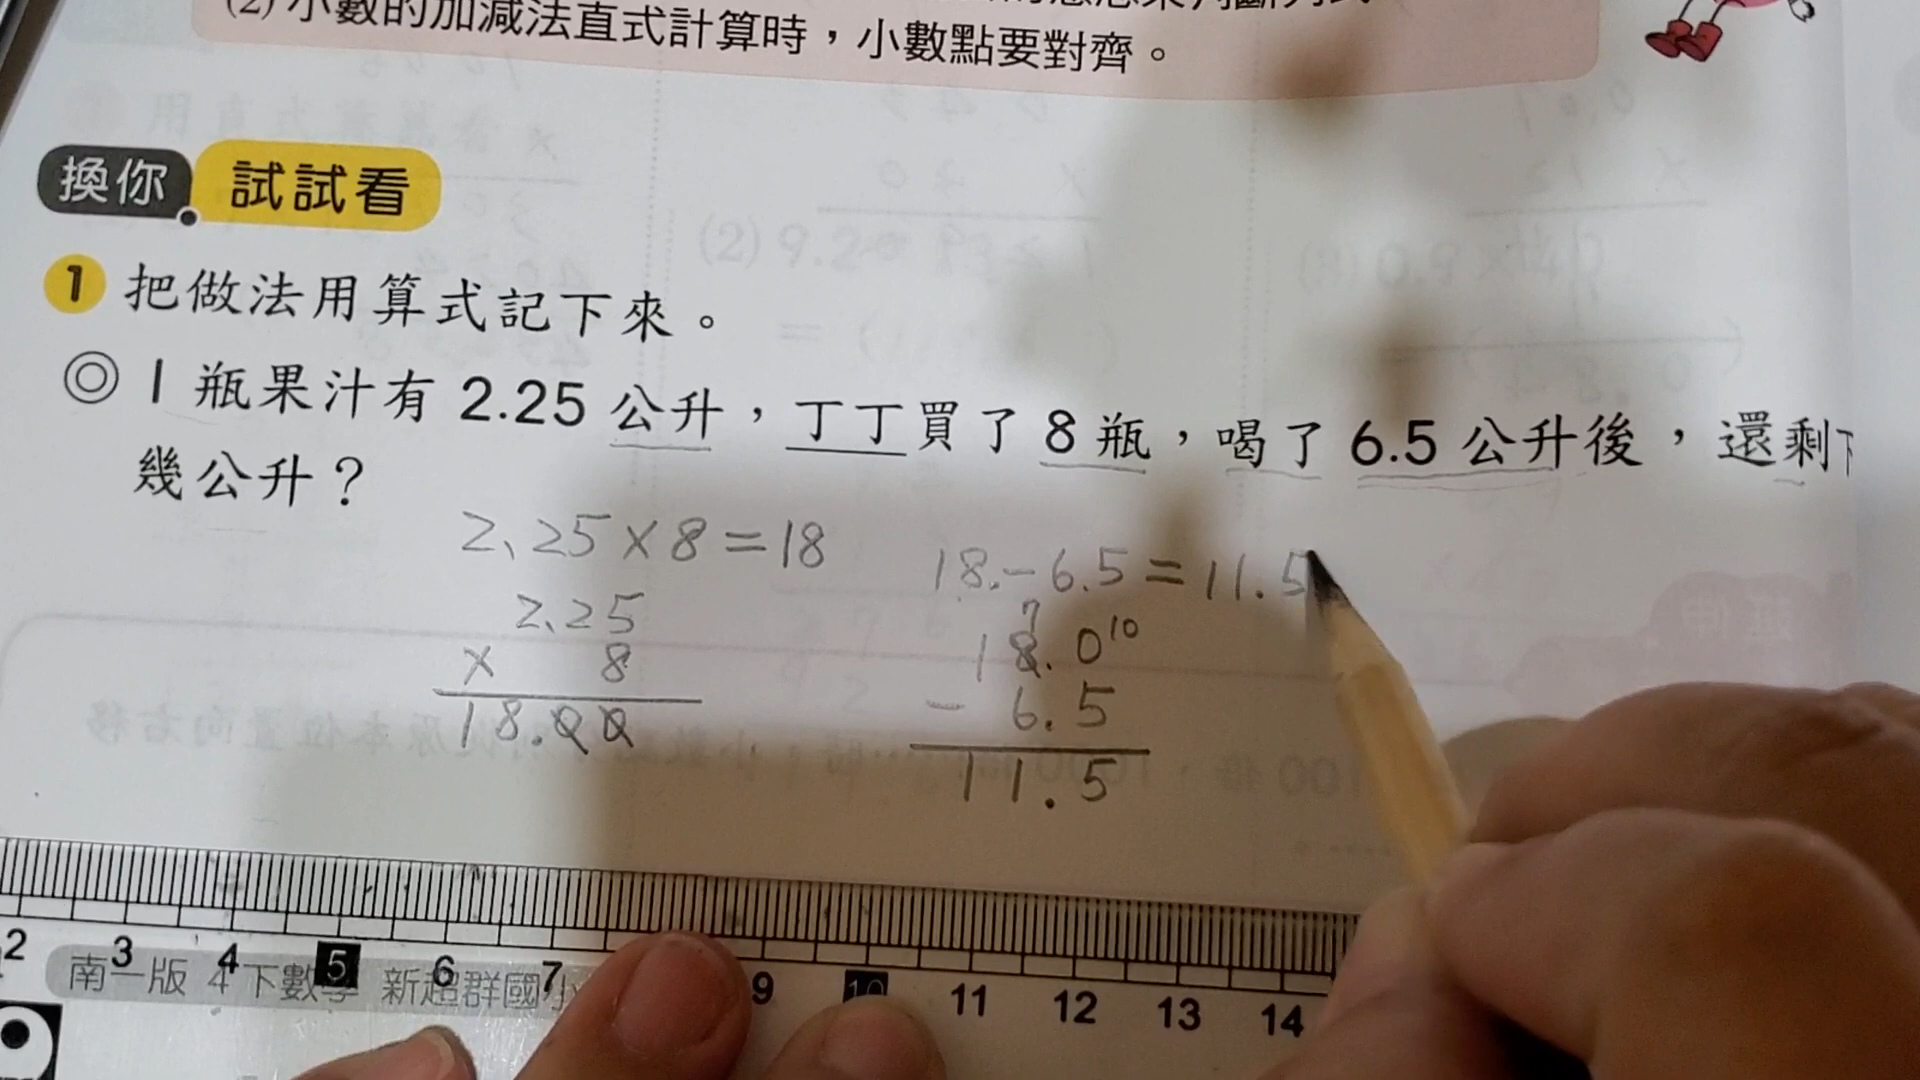 (2) 小數的加減法直式計算時，小數點要對齊。
換你 試試看
1 把做法用算式記下來。
◎ 1 瓶果汁有 2.25 公升，丁丁買了 8 瓶，喝了 6.5 公升後，還剩下
幾公升？
2.25×8=18
18.-6.5=11.5
2.25
× 8
18.00
7
18.0 10
- 6.5
11.5
2 3 4 5 6 7 9 10 11 12 13 14
南一版 4下數學 新超群國小